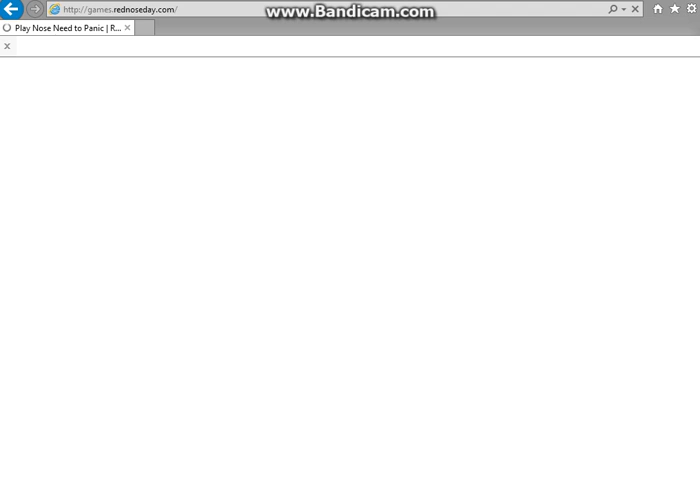 http://games.rednoseday.com/
www.Bandicam.com
Play Nose Need to Panic | R...